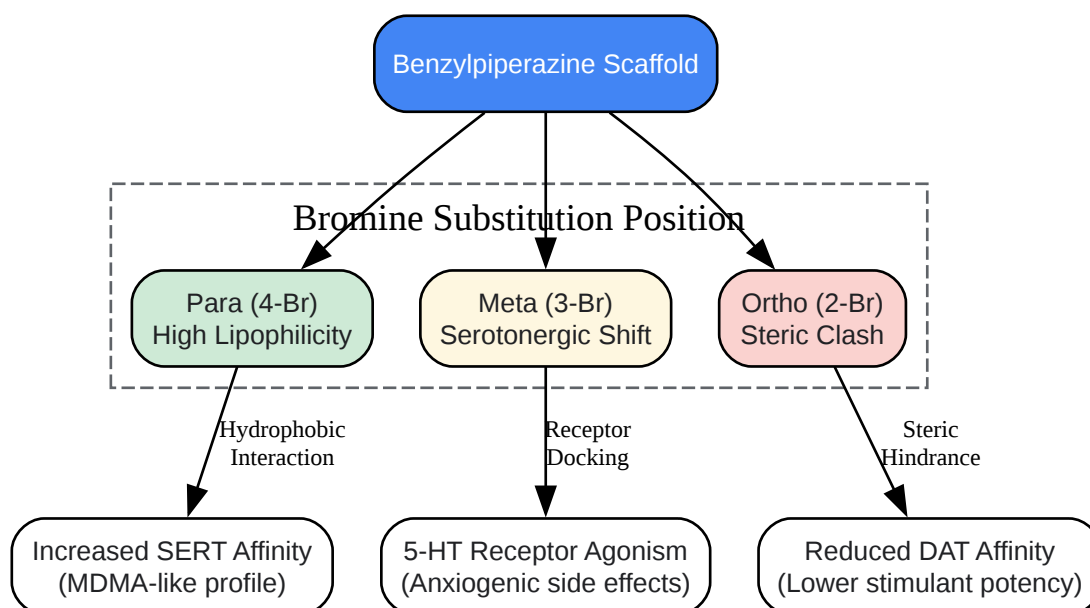 Benzylpiperazine Scaffold
Bromine Substitution Position
Para (4-Br)
High Lipophilicity
Meta (3-Br)
Serotonergic Shift
Ortho (2-Br)
Steric Clash
Hydrophobic
Interaction
Receptor
Docking
Steric
Hindrance
Increased SERT Affinity
(MDMA-like profile)
5-HT Receptor Agonism
(Anxiogenic side effects)
Reduced DAT Affinity
(Lower stimulant potency)